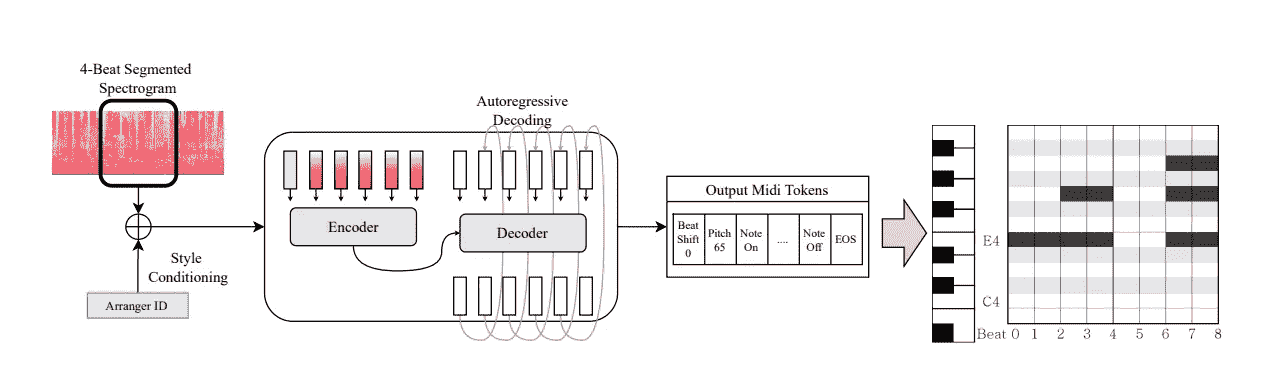 4-Beat Segmented
Spectrogram
Style
Conditioning
Arranger ID
Autoregressive
Decoding
Encoder
Decoder
Output Midi Tokens
Beat
Shift
0
Pitch
65
Note
On
....
Note
Off
EOS
E4
C4
Beat 0 1 2 3 4 5 6 7 8